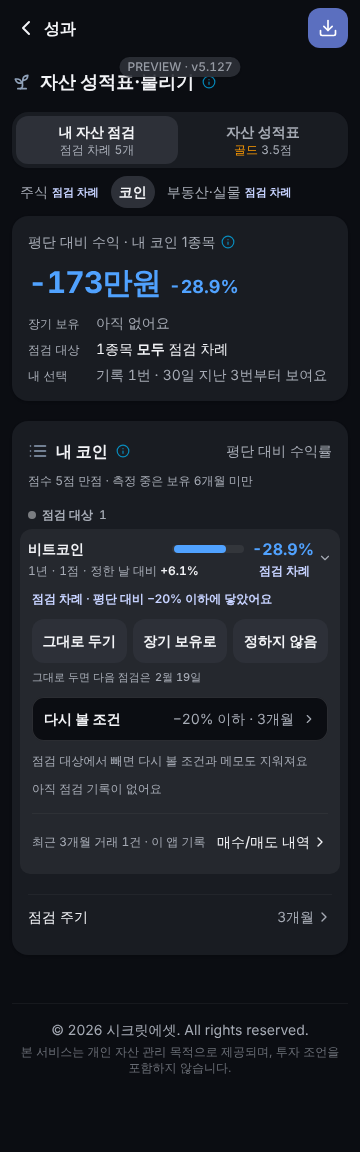 성과
PREVIEW · v5.127
자산 성적표·불리기
내 자산 점검
점검 차례 5개
자산 성적표
골드 3.5점
주식 점검 차례
코인
부동산·실물 점검 차례
평단 대비 수익 · 내 코인 1종목
-173만원 -28.9%
장기 보유 아직 없어요
점검 대상 1종목 모두 점검 차례
내 선택 기록 1번 · 30일 지난 3번부터 보여요
내 코인
평단 대비 수익률
점수 5점 만점 · 측정 중은 보유 6개월 미만
점검 대상 1
비트코인 -28.9%
1년 · 1점 · 정한 날 대비 +6.1% 점검 차례
점검 차례 · 평단 대비 −20% 이하에 닿았어요
그대로 두기
장기 보유로
정하지 않음
그대로 두면 다음 점검은 2월 19일
다시 볼 조건 −20% 이하 · 3개월
점검 대상에서 빼면 다시 볼 조건과 메모도 지워져요
아직 점검 기록이 없어요
최근 3개월 거래 1건 · 이 앱 기록 매수/매도 내역
점검 주기 3개월
© 2026 시크릿에셋. All rights reserved.
본 서비스는 개인 자산 관리 목적으로 제공되며, 투자 조언을
포함하지 않습니다.